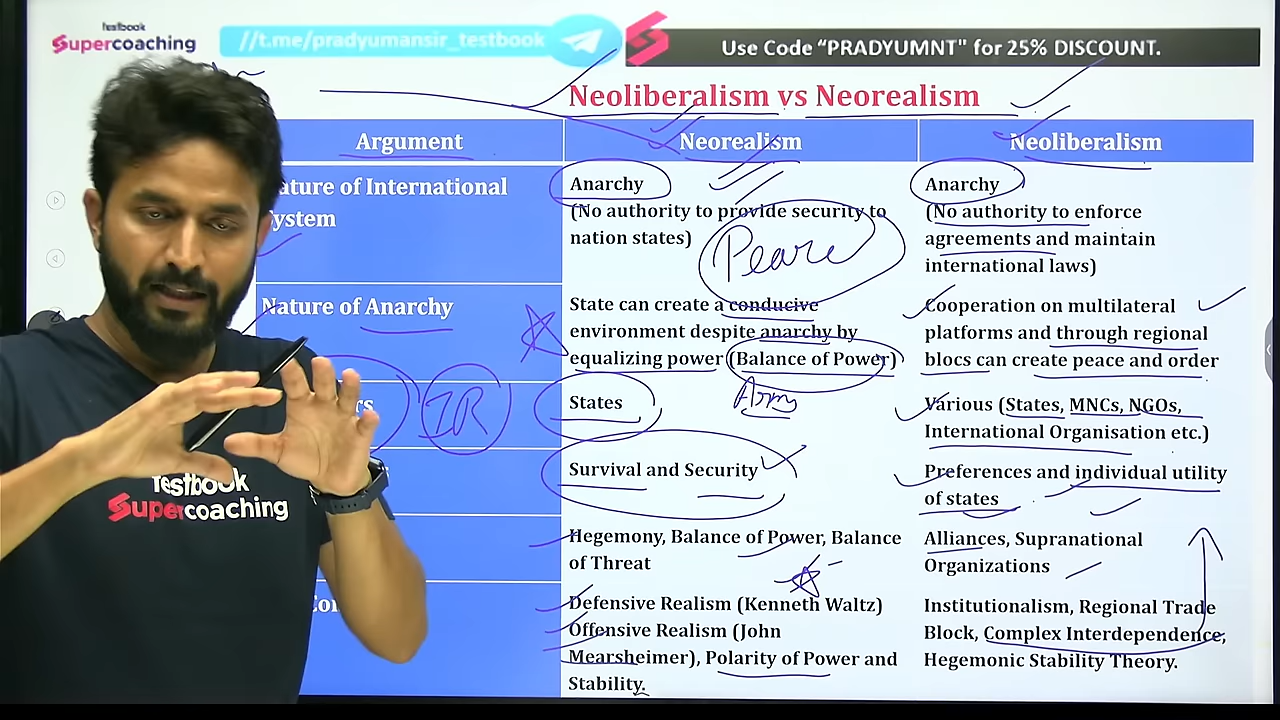 testbook
Supercoaching
//t.me/pradyumansir_testbook
Use Code "PRADYUMNT" for 25% DISCOUNT.
Neoliberalism vs Neorealism
Argument
Neorealism
Neoliberalism
ature of International
ystem
Anarchy
(No authority to provide security to
nation states)
Peace
Anarchy
(No authority to enforce
agreements and maintain
international laws)
Nature of Anarchy
State can create a conducive
environment despite anarchy by
equalizing power (Balance of Power)
Cooperation on multilateral
platforms and through regional
blocs can create peace and order
IR
States
Army
Various (States, MNCs, NGOs,
International Organisation etc.)
Survival and Security
Preferences and individual utility
of states
Hegemony, Balance of Power, Balance
of Threat
Alliances, Supranational
Organizations
Defensive Realism (Kenneth Waltz)
Offensive Realism (John
Mearsheimer), Polarity of Power and
Stability.
Institutionalism, Regional Trade
Block, Complex Interdependence,
Hegemonic Stability Theory.
Testbook
Supercoaching